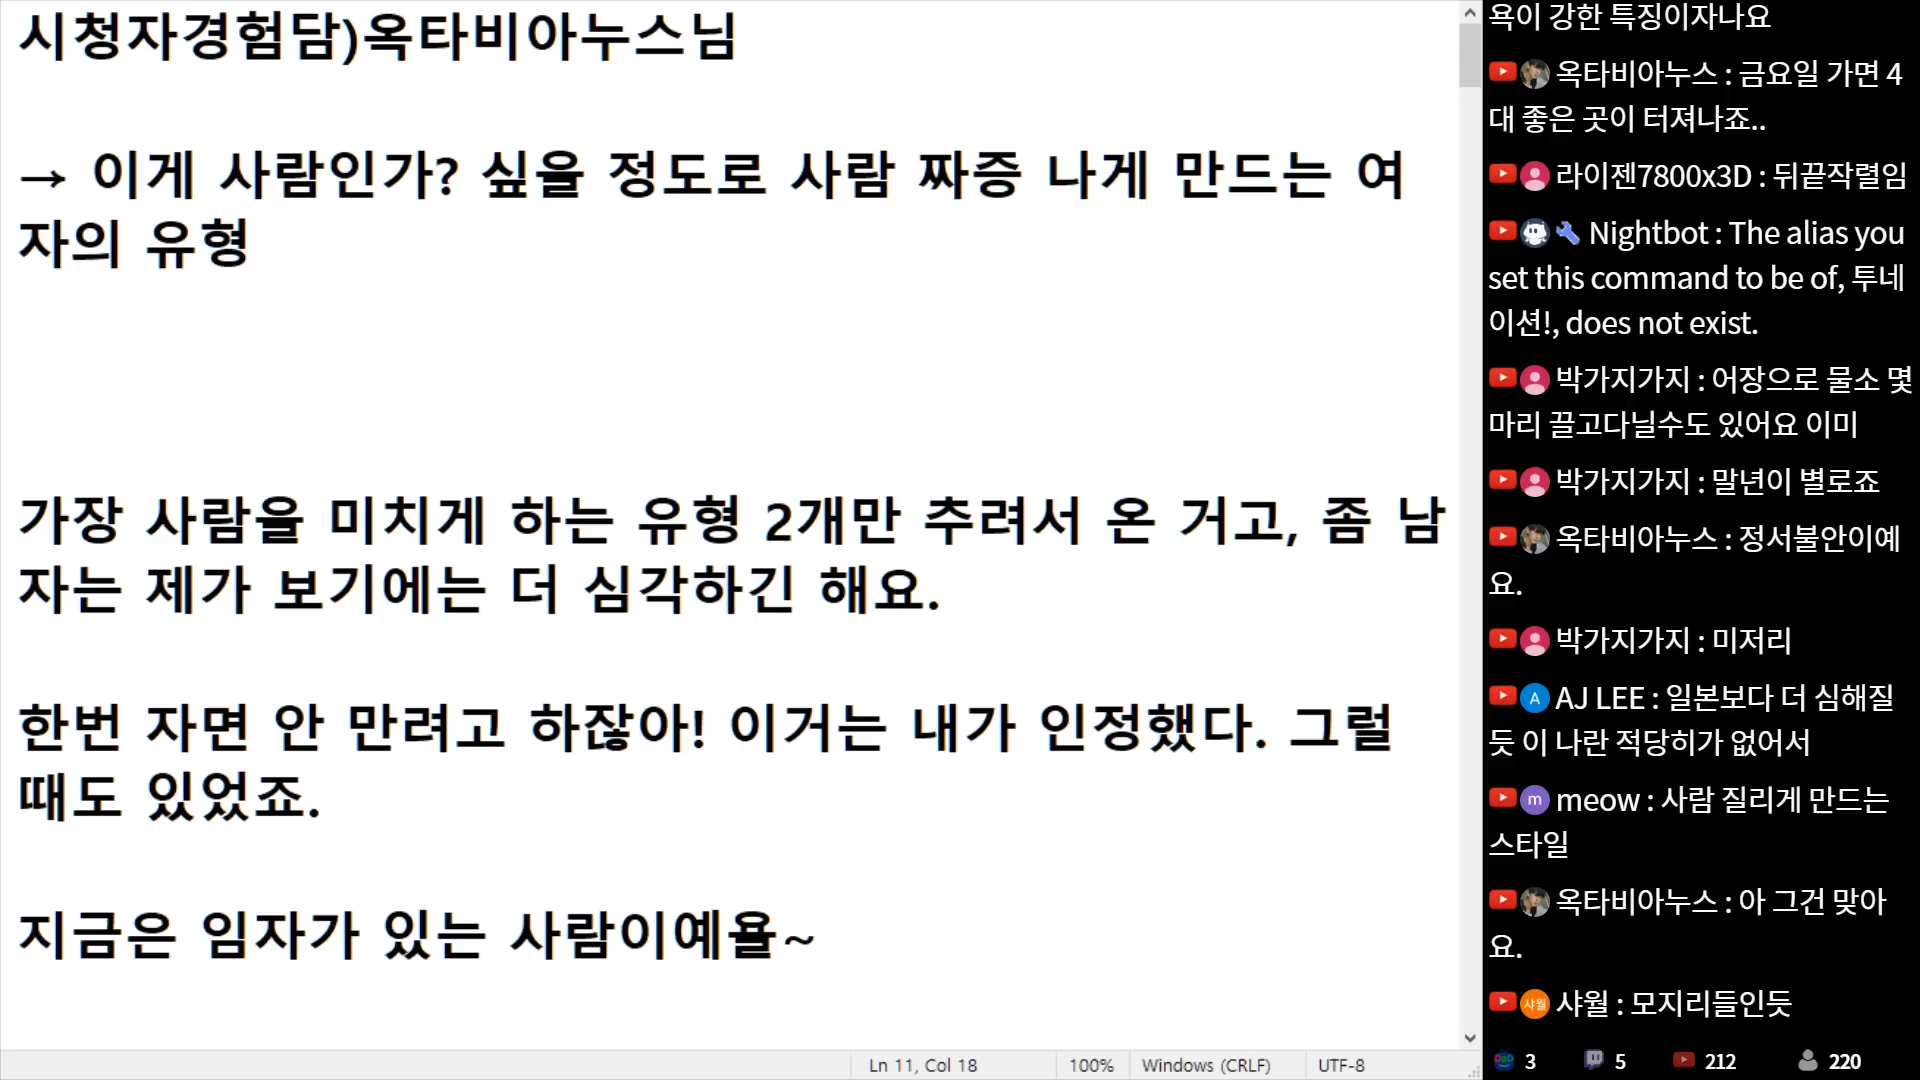 시청자경험담)옥타비아누스님
→ 이게 사람인가? 싶을 정도로 사람 짜증 나게 만드는 여
자의 유형
가장 사람을 미치게 하는 유형 2개만 추려서 온 거고, 좀 남
자는 제가 보기에는 더 심각하긴 해요.
한번 자면 안 만려고 하잖아! 이거는 내가 인정했다. 그럴
때도 있었죠.
지금은 임자가 있는 사람이예욜~
Ln 11, Col 18
100%
Windows (CRLF)
UTF-8
욕이 강한 특징이자나요
옥타비아누스 : 금요일 가면 4
대 좋은 곳이 터져나죠..
라이젠7800x3D : 뒤끝작렬임
Nightbot : The alias you
set this command to be of, 투네
이션!, does not exist.
박가지가지 : 어장으로 물소 몇
마리 끌고다닐수도 있어요 이미
박가지가지 : 말년이 별로죠
옥타비아누스 : 정서불안이예
요.
박가지가지 : 미저리
A AJ LEE : 일본보다 더 심해질
듯 이 나란 적당히가 없어서
m meow : 사람 질리게 만드는
스타일
옥타비아누스 : 아 그건 맞아
요.
샤월 샤월 : 모지리들인듯
3 5 212 220